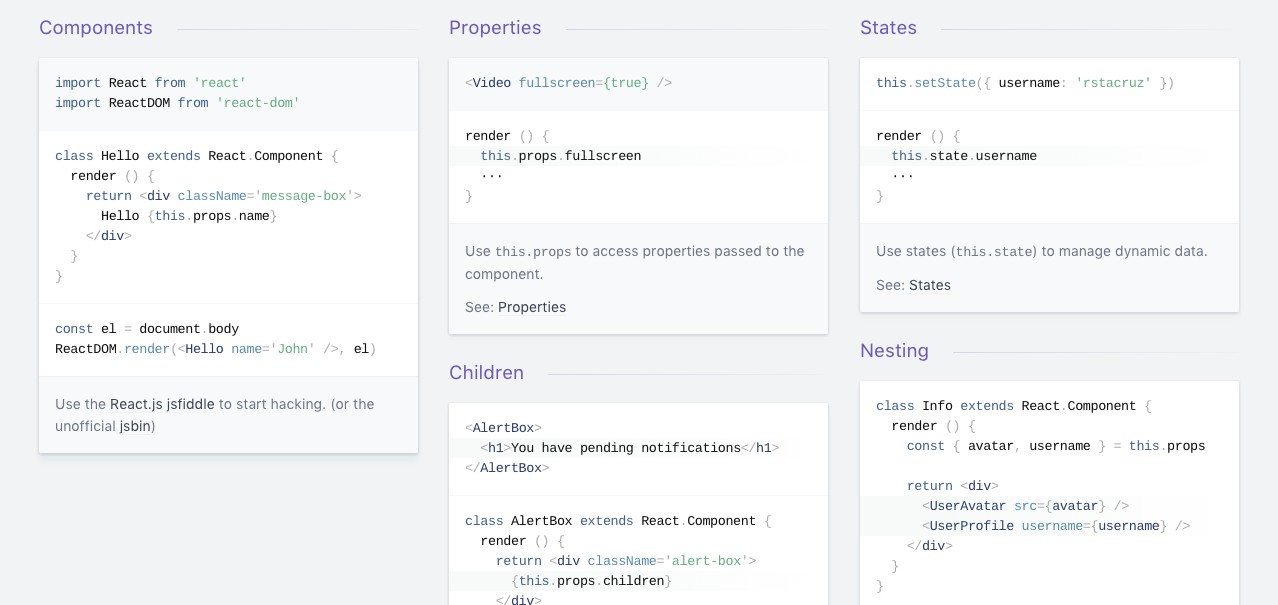 Components
import React from 'react'
import ReactDOM from 'react-dom'
class Hello extends React.Component {
  render () {
    return <div className='message-box'>
      Hello {this.props.name}
    </div>
  }
}
const el = document.body
ReactDOM.render(<Hello name='John' />, el)
Use the React.js jsfiddle to start hacking. (or the
unofficial jsbin)
Properties
<Video fullscreen={true} />
render () {
  this.props.fullscreen
  ...
}
Use this.props to access properties passed to the
component.
See: Properties
Children
<AlertBox>
  <h1>You have pending notifications</h1>
</AlertBox>
class AlertBox extends React.Component {
  render () {
    return <div className='alert-box'>
      {this.props.children}
    </div>
States
this.setState({ username: 'rstacruz' })
render () {
  this.state.username
  ...
}
Use states (this.state) to manage dynamic data.
See: States
Nesting
class Info extends React.Component {
  render () {
    const { avatar, username } = this.props
    return <div>
      <UserAvatar src={avatar} />
      <UserProfile username={username} />
    </div>
  }
}